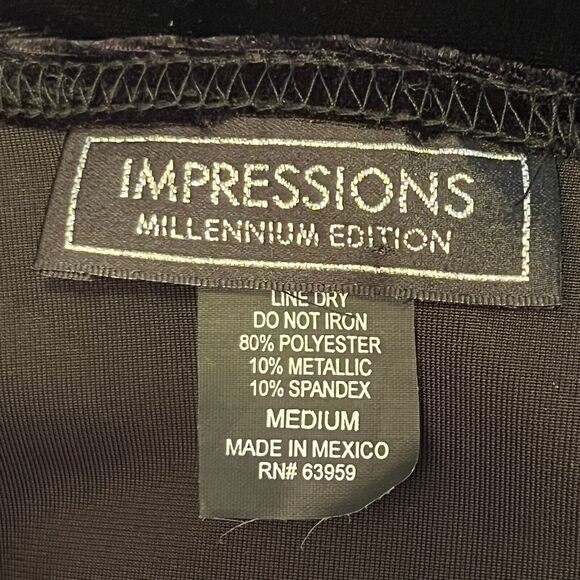 IMPRESSIONS
MILLENNIUM EDITION
LINE DRY
DO NOT IRON
80% POLYESTER
10% METALLIC
10% SPANDEX
MEDIUM
MADE IN MEXICO
RN# 63959